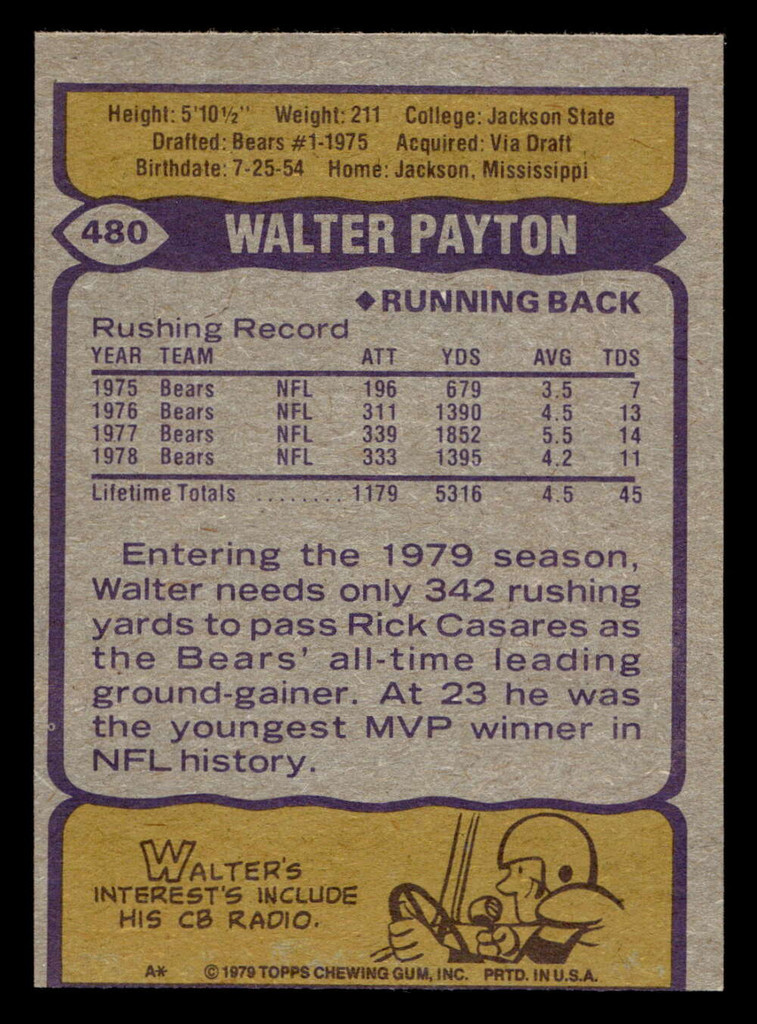 Height: 5'10½" Weight: 211 College: Jackson State
Drafted: Bears #1-1975 Acquired: Via Draft
Birthdate: 7-25-54 Home: Jackson, Mississippi
480 WALTER PAYTON
◆RUNNING BACK
Rushing Record
YEAR TEAM ATT YDS AVG TDS
1975 Bears NFL 196 679 3.5 7
1976 Bears NFL 311 1390 4.5 13
1977 Bears NFL 339 1852 5.5 14
1978 Bears NFL 333 1395 4.2 11
Lifetime Totals ........ 1179 5316 4.5 45
Entering the 1979 season,
Walter needs only 342 rushing
yards to pass Rick Casares as
the Bears' all-time leading
ground-gainer. At 23 he was
the youngest MVP winner in
NFL history.
WALTER'S
INTEREST'S INCLUDE
HIS CB RADIO.
A* © 1979 TOPPS CHEWING GUM, INC. PRTD. IN U.S.A.